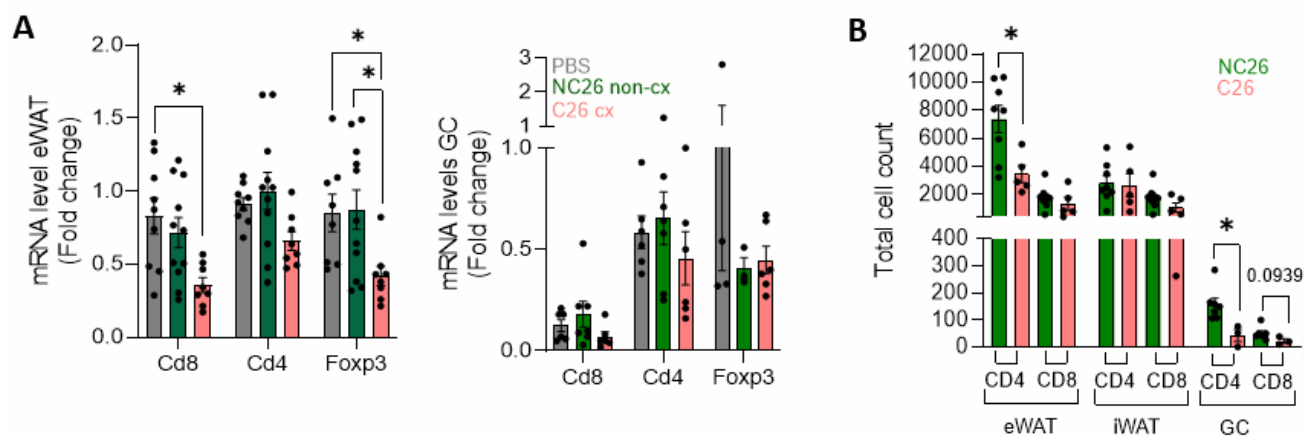 A
mRNA level eWAT
(Fold change)
2.0
1.5
1.0
0.5
0.0
*
*
*
Cd8 Cd4 Foxp3
mRNA levels GC
(Fold change)
3
2
1
1.0
0.5
0.0
PBS
NC26 non-cx
C26 cx
Cd8 Cd4 Foxp3
B
Total cell count
12000
10000
8000
6000
4000
2000
400
300
200
100
0
NC26
C26
*
*
0.0939
CD4 CD8 CD4 CD8 CD4 CD8
eWAT iWAT GC